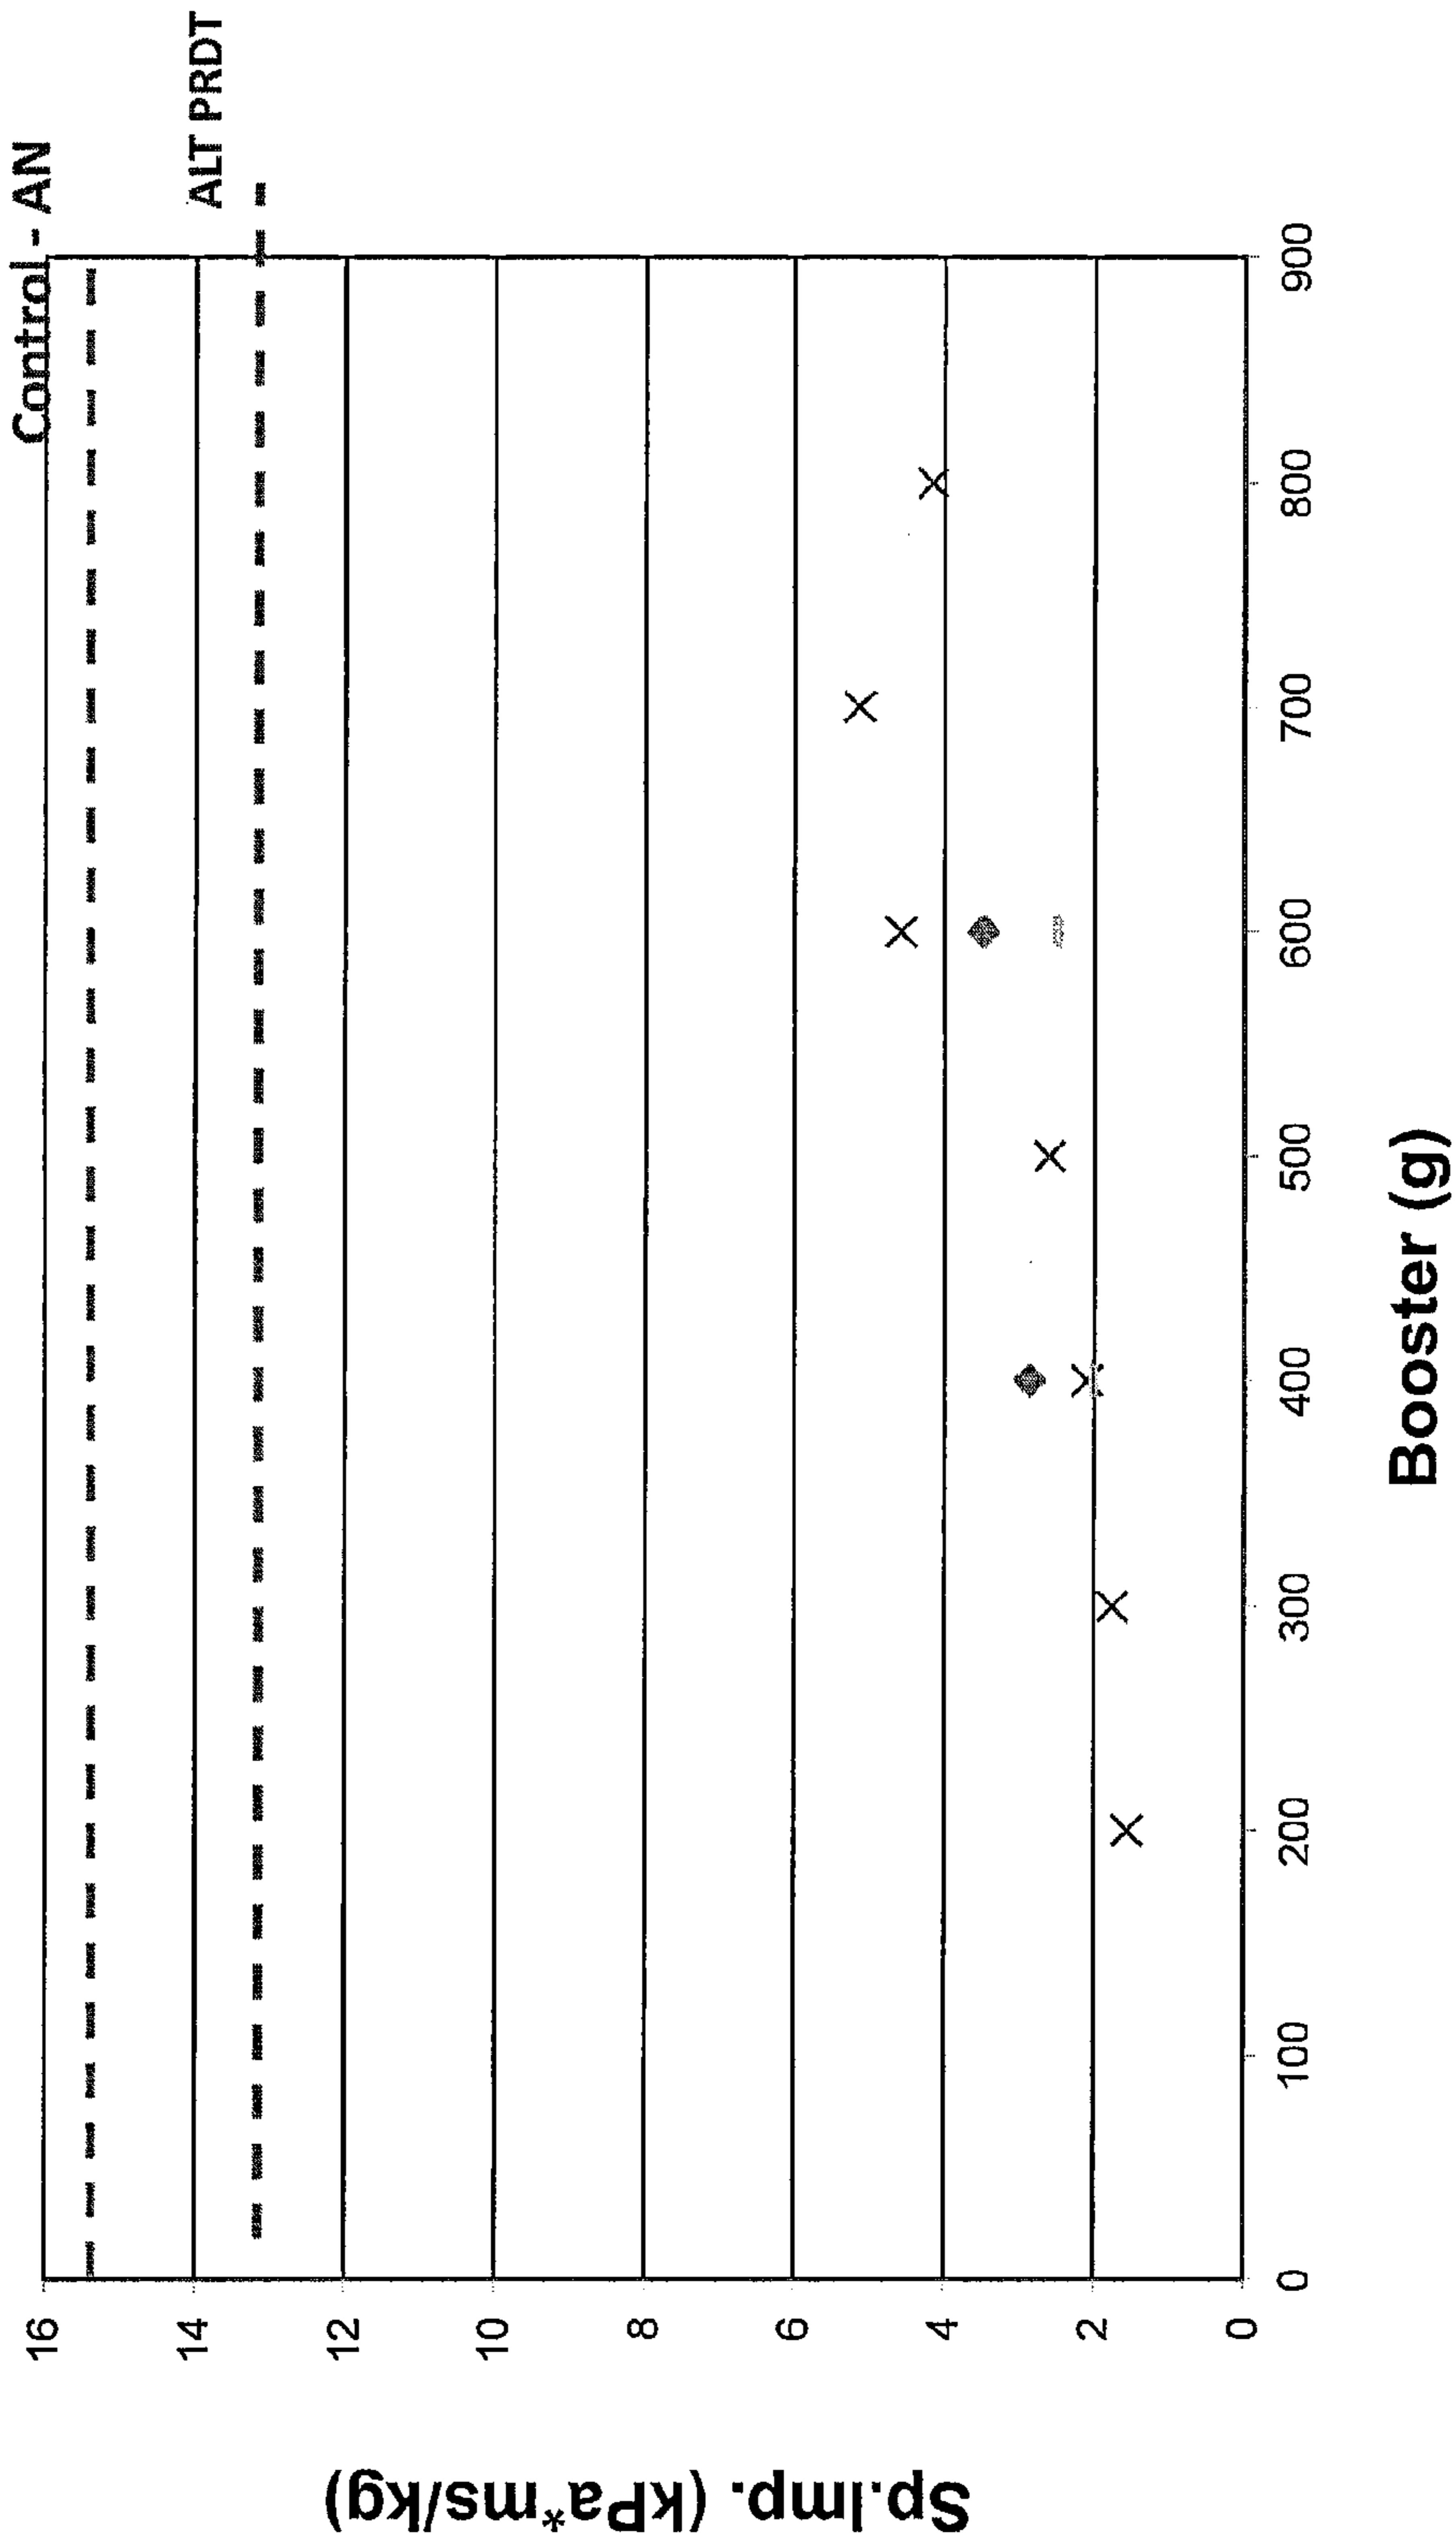 Control - AN
ALT PRDT
16
14
12
10
8
6
4
2
0
0 100 200 300 400 500 600 700 800 900
Sp.Imp. (kPa*ms/kg)
Booster (g)